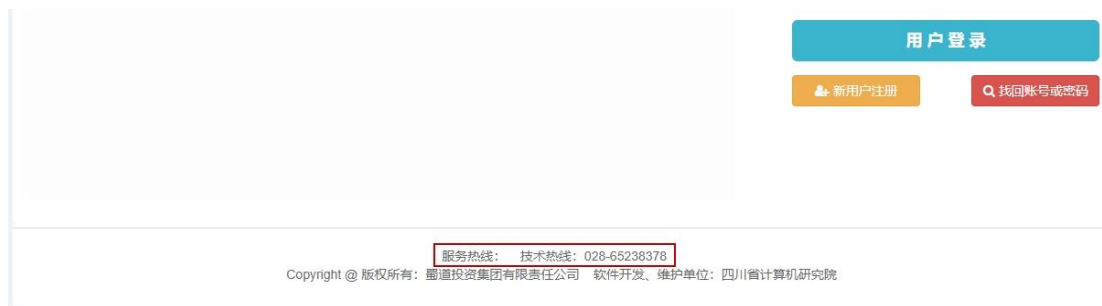 用户登录
新用户注册 找回账号或密码
服务热线： 技术热线：028-65238378
Copyright @ 版权所有：蜀道投资集团有限责任公司 软件开发、维护单位：四川省计算机研究院